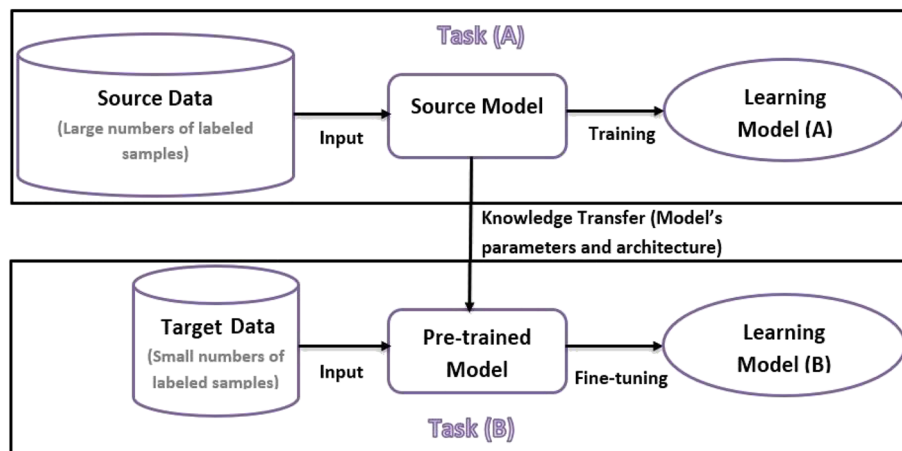 Task (A)
Source Data
(Large numbers of labeled
samples)
Input
Source Model
Training
Learning
Model (A)
Knowledge Transfer (Model's
parameters and architecture)
Target Data
(Small numbers of
labeled samples)
Input
Pre-trained
Model
Fine-tuning
Learning
Model (B)
Task (B)